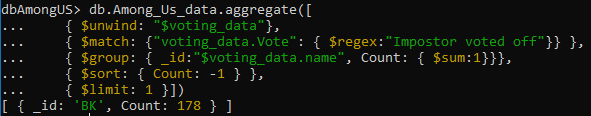 dbAmongUS> db.Among_Us_data.aggregate([
... { $unwind: "$voting_data"},
... { $match: {"voting_data.Vote": { $regex:"Impostor voted off"}} },
... { $group: { _id:"$voting_data.name", Count: { $sum:1}}},
... { $sort: { Count: -1 } },
... { $limit: 1 }])
[ { _id: 'BK', Count: 178 } ]